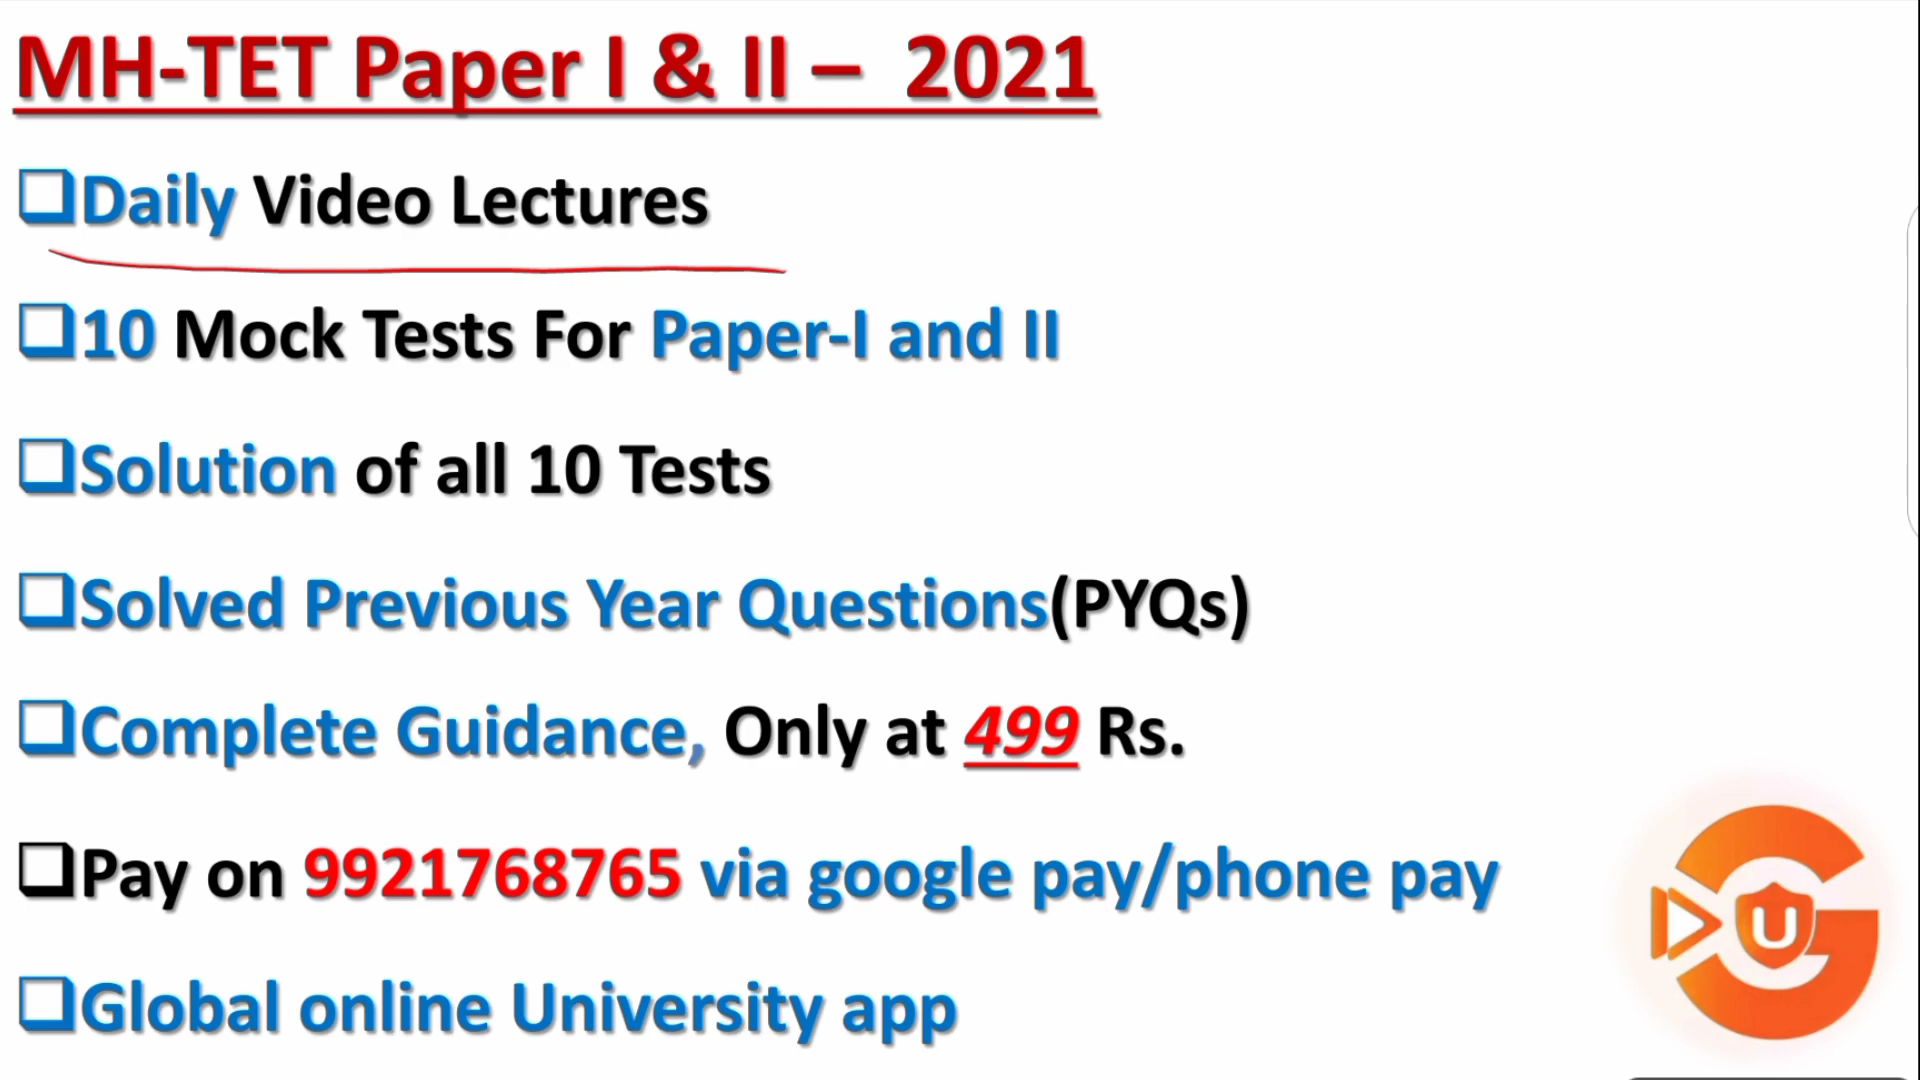 MH-TET Paper I & II – 2021
❑Daily Video Lectures
❑10 Mock Tests For Paper-I and II
❑Solution of all 10 Tests
❑Solved Previous Year Questions(PYQs)
❑Complete Guidance, Only at 499 Rs.
❑Pay on 9921768765 via google pay/phone pay
❑Global online University app
U